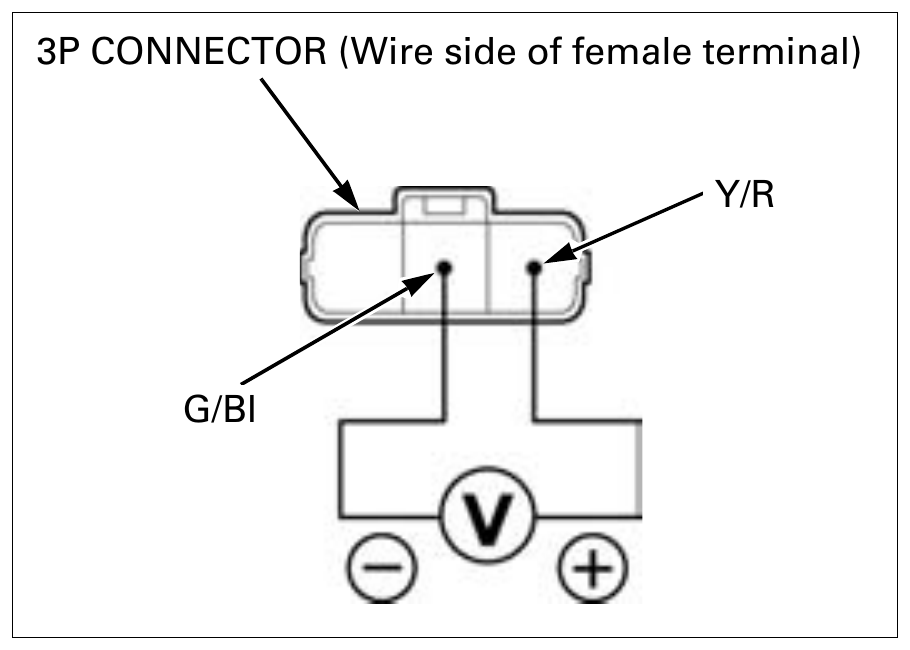 3P CONNECTOR (Wire side of female terminal)
Y/R
G/Bl
V
− +